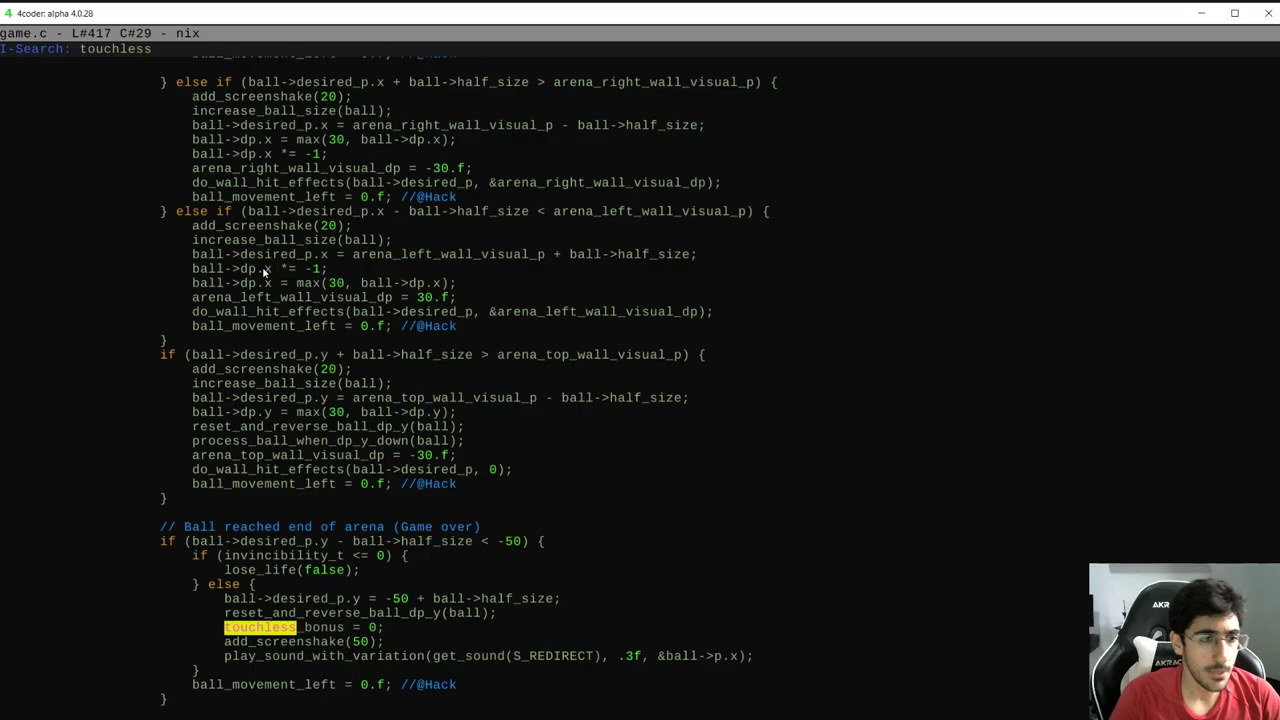 4 4coder: alpha 4.0.28
game.c - L#417 C#29 - nix
I-Search: touchless
} else if (ball->desired_p.x + ball->half_size > arena_right_wall_visual_p) {
add_screenshake(20);
increase_ball_size(ball);
ball->desired_p.x = arena_right_wall_visual_p - ball->half_size;
ball->dp.x = max(30, ball->dp.x);
ball->dp.x *= -1;
arena_right_wall_visual_dp = -30.f;
do_wall_hit_effects(ball->desired_p, &arena_right_wall_visual_dp);
ball_movement_left = 0.f; //@Hack
} else if (ball->desired_p.x - ball->half_size < arena_left_wall_visual_p) {
add_screenshake(20);
increase_ball_size(ball);
ball->desired_p.x = arena_left_wall_visual_p + ball->half_size;
ball->dp.x *= -1;
ball->dp.x = max(30, ball->dp.x);
arena_left_wall_visual_dp = 30.f;
do_wall_hit_effects(ball->desired_p, &arena_left_wall_visual_dp);
ball_movement_left = 0.f; //@Hack
}
if (ball->desired_p.y + ball->half_size > arena_top_wall_visual_p) {
add_screenshake(20);
increase_ball_size(ball);
ball->desired_p.y = arena_top_wall_visual_p - ball->half_size;
ball->dp.y = max(30, ball->dp.y);
reset_and_reverse_ball_dp_y(ball);
process_ball_when_dp_y_down(ball);
arena_top_wall_visual_dp = -30.f;
do_wall_hit_effects(ball->desired_p, 0);
ball_movement_left = 0.f; //@Hack
}
// Ball reached end of arena (Game over)
if (ball->desired_p.y - ball->half_size < -50) {
if (invincibility_t <= 0) {
lose_life(false);
} else {
ball->desired_p.y = -50 + ball->half_size;
reset_and_reverse_ball_dp_y(ball);
touchless_bonus = 0;
add_screenshake(50);
play_sound_with_variation(get_sound(S_REDIRECT), .3f, &ball->p.x);
}
ball_movement_left = 0.f; //@Hack
}
AKR
AKRACING